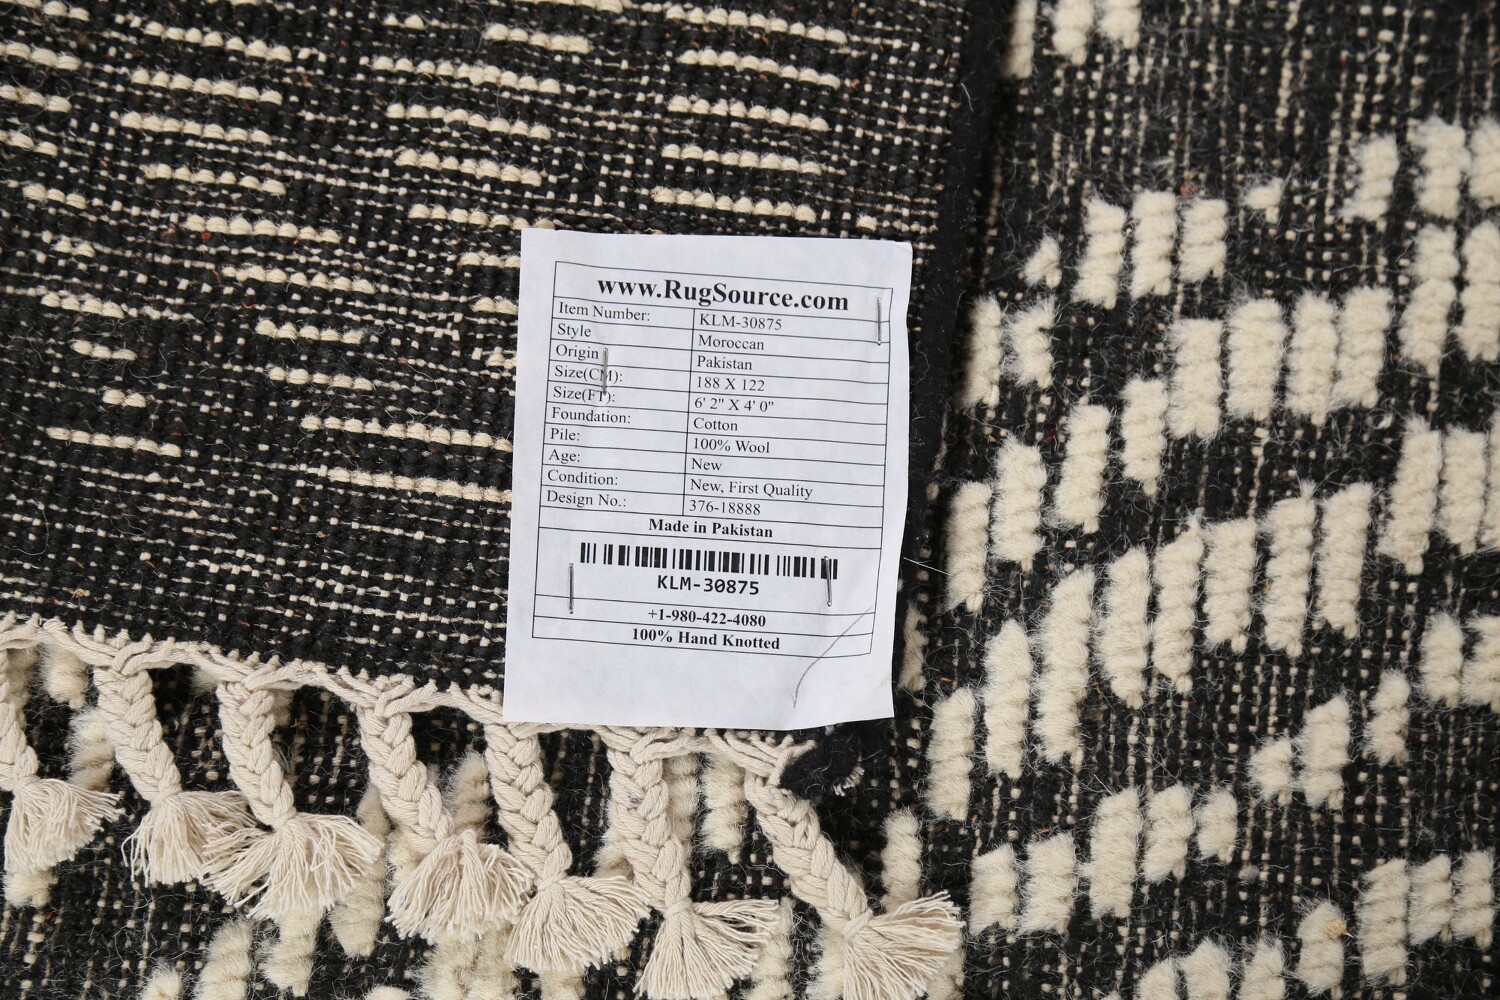 www.RugSource.com
Item Number: KLM-30875
Style Moroccan
Origin Pakistan
Size(CM): 188 X 122
Size(FT): 6' 2" X 4' 0"
Foundation: Cotton
Pile: 100% Wool
Age: New
Condition: New, First Quality
Design No.: 376-18888
Made in Pakistan
KLM-30875
+1-980-422-4080
100% Hand Knotted